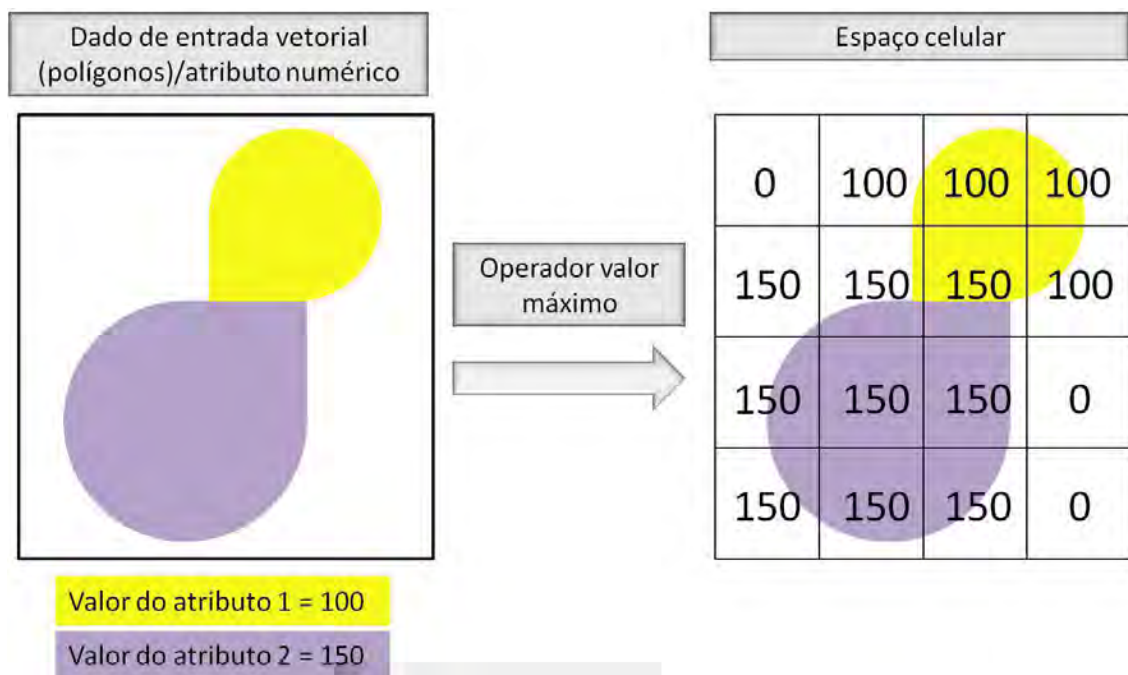 Dado de entrada vetorial
(polígonos)/atributo numérico
Espaço celular
Operador valor
máximo
0 100 100 100
150 150 150 100
150 150 150 0
150 150 150 0
Valor do atributo 1 = 100
Valor do atributo 2 = 150